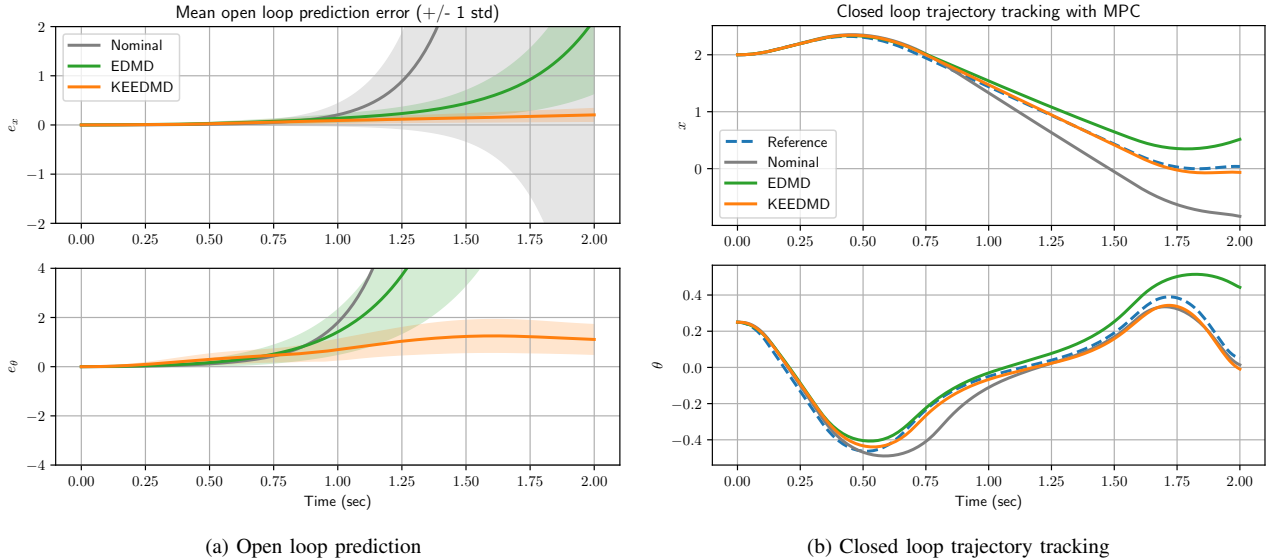 Mean open loop prediction error (+/- 1 std)
2
1
0
−1
−2
e_x
Nominal
EDMD
KEEDMD
0.00 0.25 0.50 0.75 1.00 1.25 1.50 1.75 2.00
4
2
0
−2
−4
e_θ
0.00 0.25 0.50 0.75 1.00 1.25 1.50 1.75 2.00
Time (sec)
(a) Open loop prediction
Closed loop trajectory tracking with MPC
2
1
0
x
Reference
Nominal
EDMD
KEEDMD
0.00 0.25 0.50 0.75 1.00 1.25 1.50 1.75 2.00
0.4
0.2
0.0
−0.2
−0.4
θ
0.00 0.25 0.50 0.75 1.00 1.25 1.50 1.75 2.00
Time (sec)
(b) Closed loop trajectory tracking